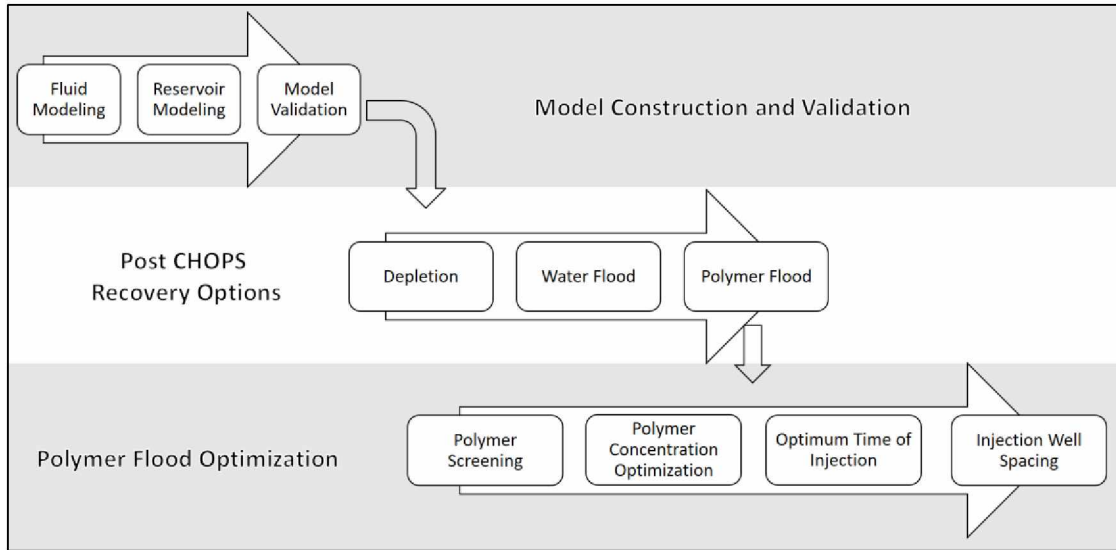 Fluid
Modeling
Reservoir
Modeling
Model
Validation
Model Construction and Validation
Post CHOPS
Recovery Options
Depletion
Water Flood
Polymer Flood
Polymer Flood Optimization
Polymer
Screening
Polymer
Concentration
Optimization
Optimum Time of
Injection
Injection Well
Spacing